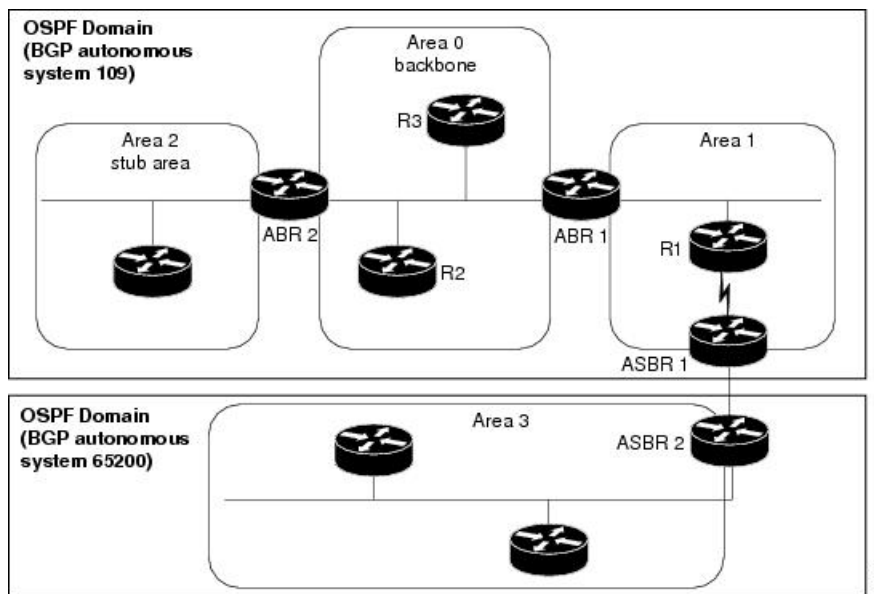 OSPF Domain
(BGP autonomous
system 109)
Area 0
backbone
R3
Area 2
stub area
Area 1
ABR 2
ABR 1
R1
R2
ASBR 1
OSPF Domain
(BGP autonomous
system 65200)
Area 3
ASBR 2